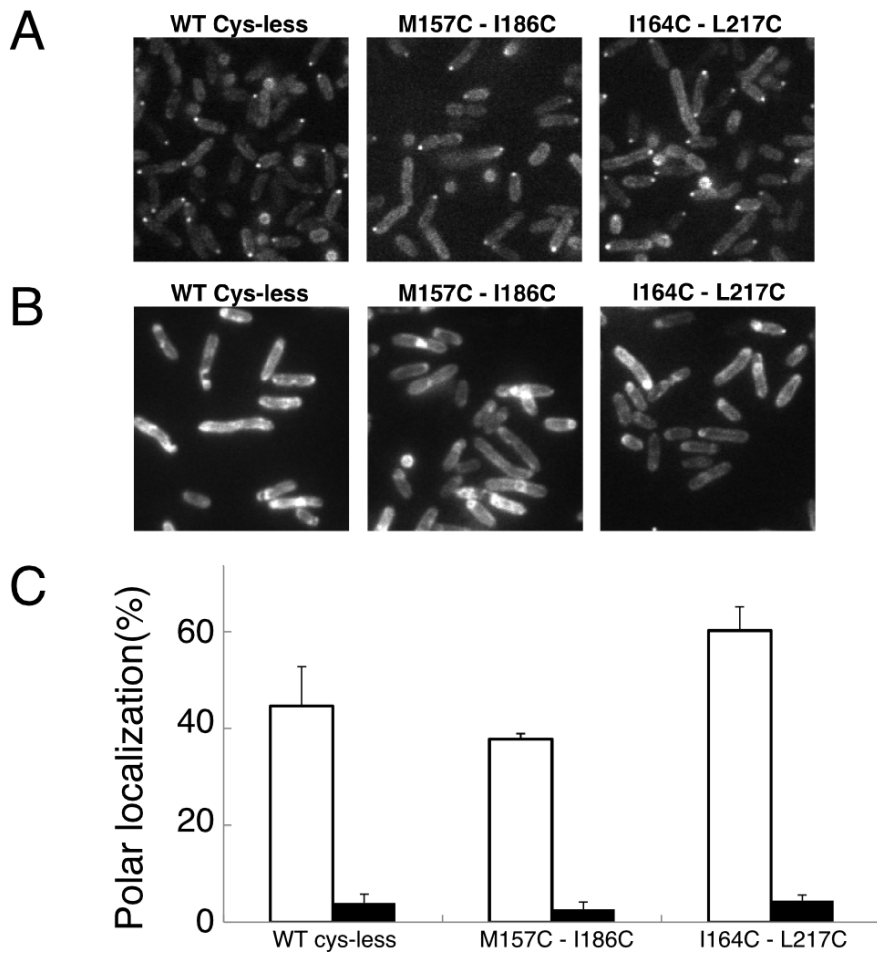 A
WT Cys-less
M157C - I186C
I164C - L217C
B
WT Cys-less
M157C - I186C
I164C - L217C
C
Polar localization(%)
60
40
20
0
WT cys-less
M157C - I186C
I164C - L217C